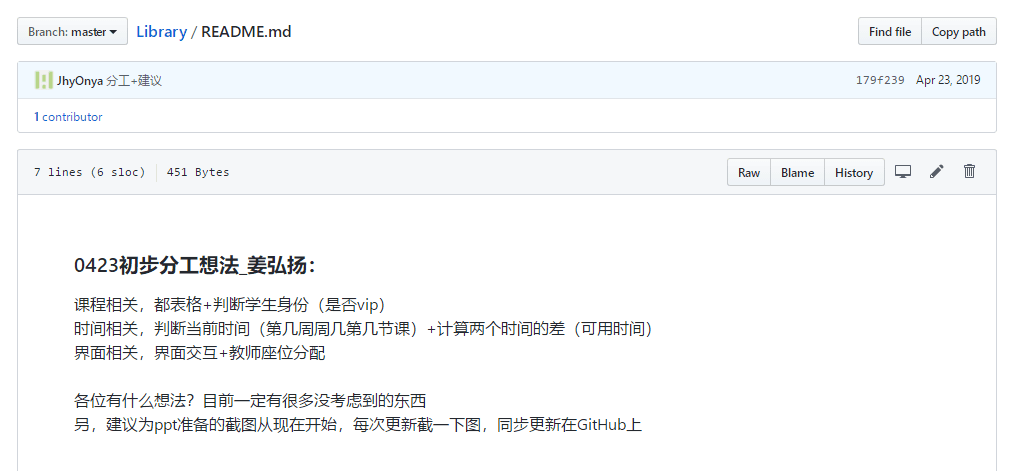 Branch: master
Library / README.md
Find file
Copy path
JhyOnya 分工+建议
179f239 Apr 23, 2019
1 contributor
7 lines (6 sloc)
451 Bytes
Raw
Blame
History
0423初步分工想法_姜弘扬：
课程相关，都表格+判断学生身份（是否vip）
时间相关，判断当前时间（第几周周几第几节课）+计算两个时间的差（可用时间）
界面相关，界面交互+教师座位分配
各位有什么想法？目前一定有很多没考虑到的东西
另，建议为ppt准备的截图从现在开始，每次更新截一下图，同步更新在GitHub上